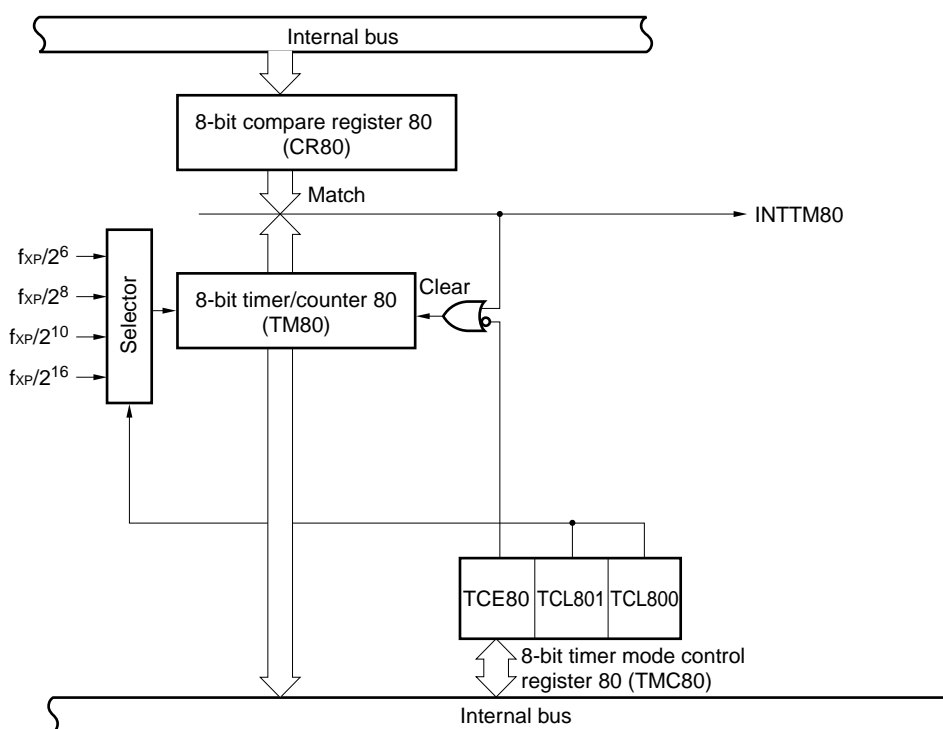 Internal bus
8-bit compare register 80
(CR80)
Match
INTTM80
fXP/2^6
fXP/2^8
fXP/2^10
fXP/2^16
Selector
8-bit timer/counter 80
(TM80)
Clear
TCE80 TCL801 TCL800
8-bit timer mode control
register 80 (TMC80)
Internal bus